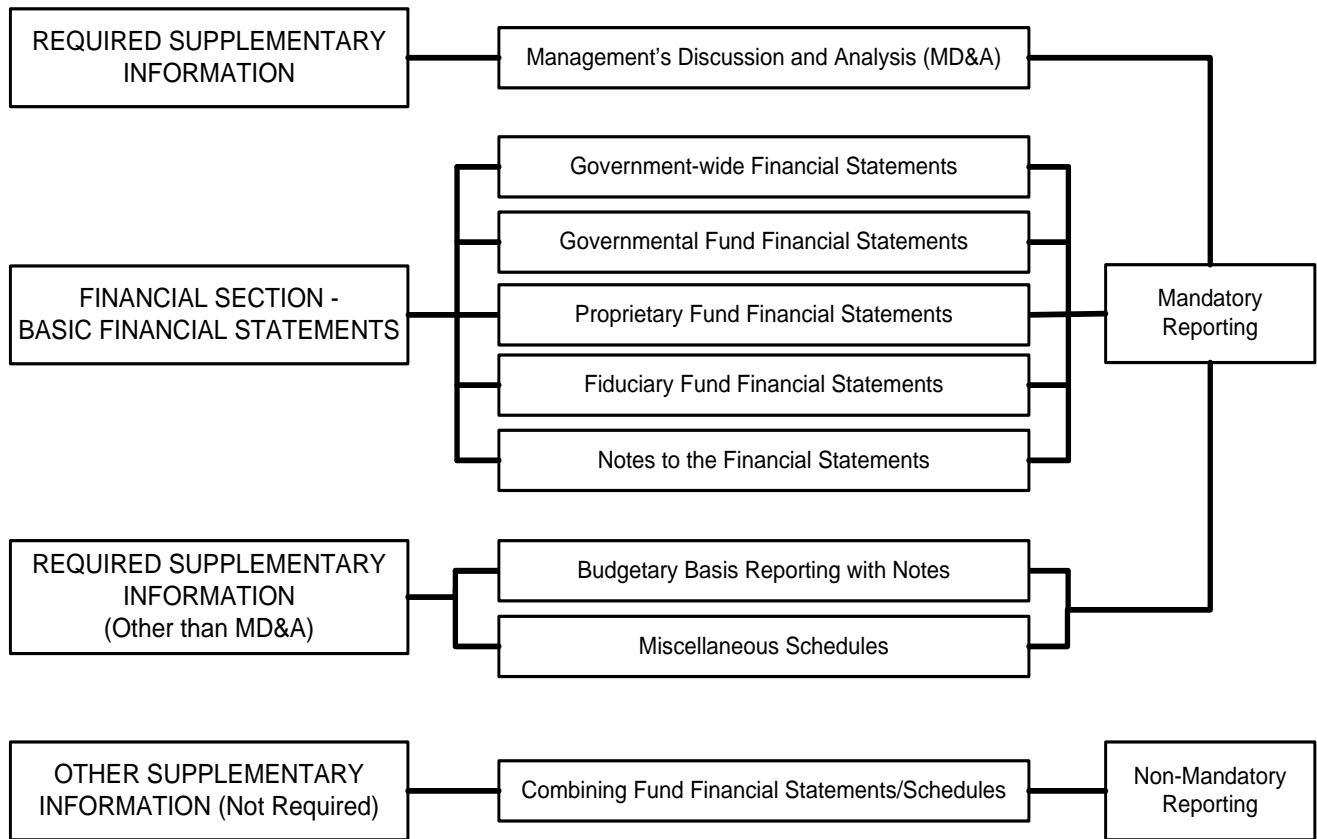 REQUIRED SUPPLEMENTARY
INFORMATION
Management’s Discussion and Analysis (MD&A)
Government-wide Financial Statements
Governmental Fund Financial Statements
FINANCIAL SECTION -
BASIC FINANCIAL STATEMENTS
Proprietary Fund Financial Statements
Mandatory
Reporting
Fiduciary Fund Financial Statements
Notes to the Financial Statements
REQUIRED SUPPLEMENTARY
INFORMATION
(Other than MD&A)
Budgetary Basis Reporting with Notes
Miscellaneous Schedules
OTHER SUPPLEMENTARY
INFORMATION (Not Required)
Combining Fund Financial Statements/Schedules
Non-Mandatory
Reporting